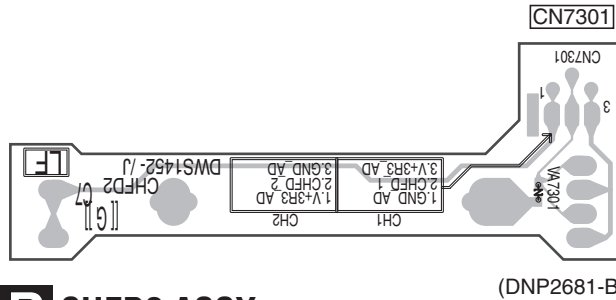 CN7301
CN7301
1
3
LF
DWS1452- /J
CHFD2
[[ G ]]
3.GND_AD
2.CHFD_2
1.V+3R3_AD
CH2
3.V+3R3_AD
2.CHFD_1
1.GND_AD
CH1
VA7301
N
(DNP2681-B
ASSY